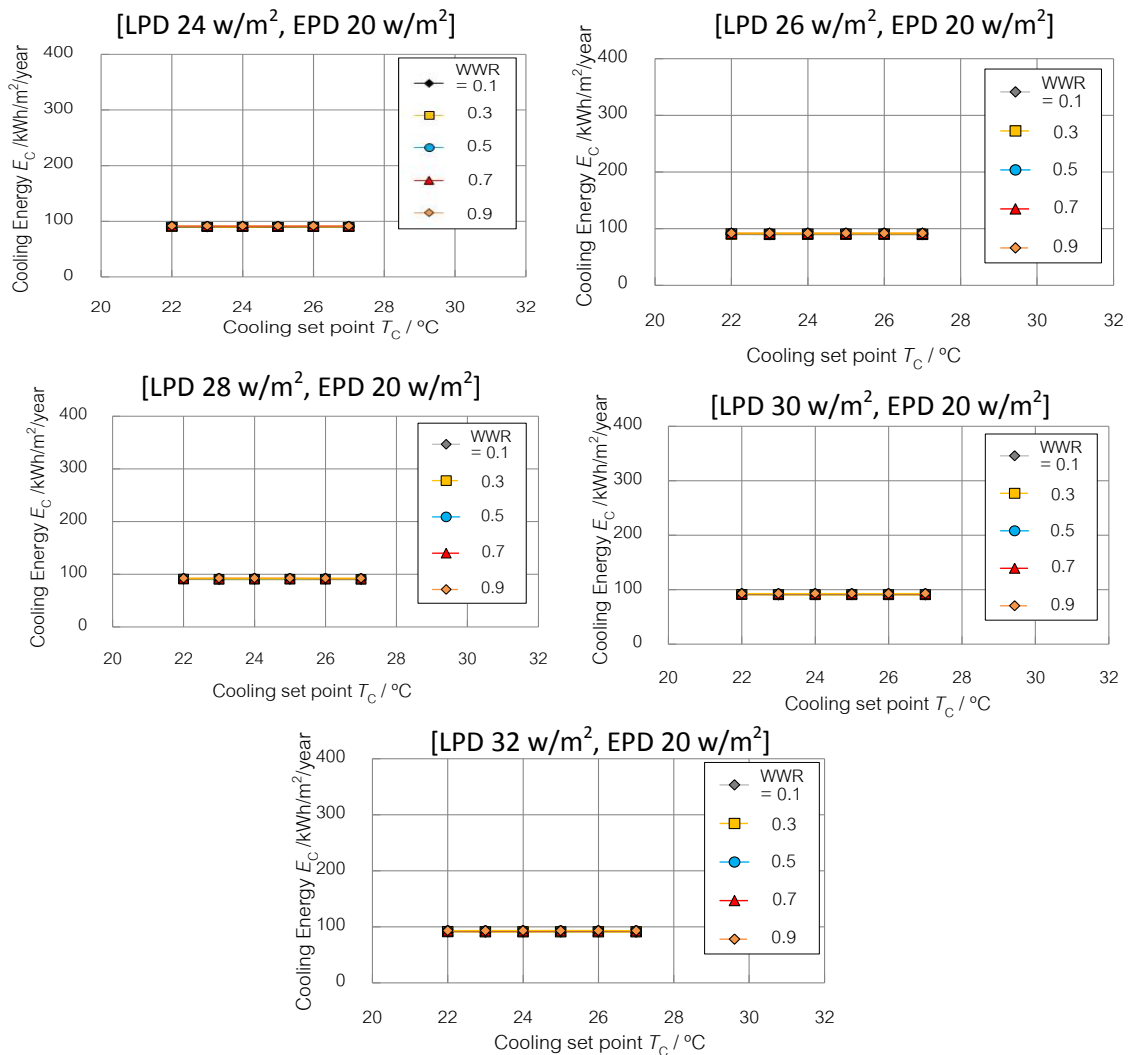 [LPD 24 w/m², EPD 20 w/m²]
Cooling Energy E_C /kWh/m²/year
400
300
200
100
0
20 22 24 26 28 30 32
Cooling set point T_C / ºC
WWR
= 0.1
0.3
0.5
0.7
0.9
[LPD 26 w/m², EPD 20 w/m²]
Cooling Energy E_C /kWh/m²/year
400
300
200
100
0
20 22 24 26 28 30 32
Cooling set point T_C / ºC
WWR
= 0.1
0.3
0.5
0.7
0.9
[LPD 28 w/m², EPD 20 w/m²]
Cooling Energy E_C /kWh/m²/year
400
300
200
100
0
20 22 24 26 28 30 32
Cooling set point T_C / ºC
WWR
= 0.1
0.3
0.5
0.7
0.9
[LPD 30 w/m², EPD 20 w/m²]
Cooling Energy E_C /kWh/m²/year
400
300
200
100
0
20 22 24 26 28 30 32
Cooling set point T_C / ºC
WWR
= 0.1
0.3
0.5
0.7
0.9
[LPD 32 w/m², EPD 20 w/m²]
Cooling Energy E_C /kWh/m²/year
400
300
200
100
0
20 22 24 26 28 30 32
Cooling set point T_C / ºC
WWR
= 0.1
0.3
0.5
0.7
0.9